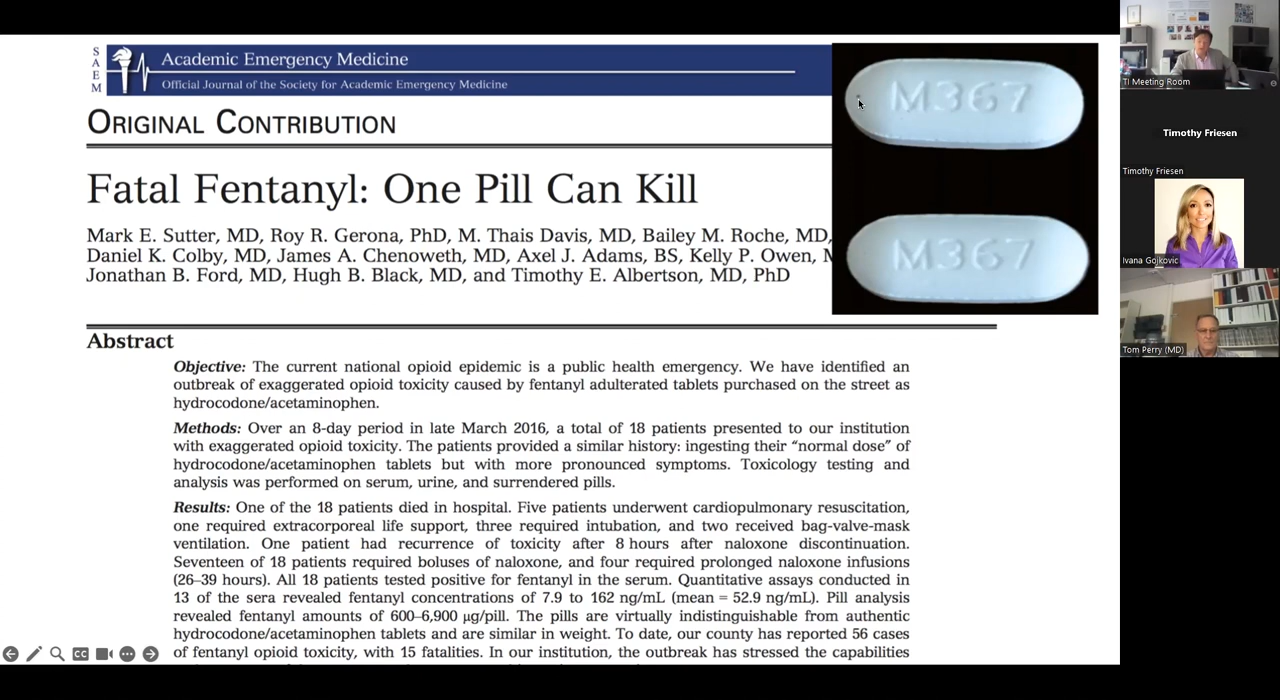 S
A
E
M
Academic Emergency Medicine
Official Journal of the Society for Academic Emergency Medicine
ORIGINAL CONTRIBUTION
Fatal Fentanyl: One Pill Can Kill
Mark E. Sutter, MD, Roy R. Gerona, PhD, M. Thais Davis, MD, Bailey M. Roche, MD,
Daniel K. Colby, MD, James A. Chenoweth, MD, Axel J. Adams, BS, Kelly P. Owen,
Jonathan B. Ford, MD, Hugh B. Black, MD, and Timothy E. Albertson, MD, PhD
M367
M367
Abstract
Objective: The current national opioid epidemic is a public health emergency. We have identified an
outbreak of exaggerated opioid toxicity caused by fentanyl adulterated tablets purchased on the street as
hydrocodone/acetaminophen.
Methods: Over an 8-day period in late March 2016, a total of 18 patients presented to our institution
with exaggerated opioid toxicity. The patients provided a similar history: ingesting their “normal dose” of
hydrocodone/acetaminophen tablets but with more pronounced symptoms. Toxicology testing and
analysis was performed on serum, urine, and surrendered pills.
Results: One of the 18 patients died in hospital. Five patients underwent cardiopulmonary resuscitation,
one required extracorporeal life support, three required intubation, and two received bag-valve-mask
ventilation. One patient had recurrence of toxicity after 8 hours after naloxone discontinuation.
Seventeen of 18 patients required boluses of naloxone, and four required prolonged naloxone infusions
(26–39 hours). All 18 patients tested positive for fentanyl in the serum. Quantitative assays conducted in
13 of the sera revealed fentanyl concentrations of 7.9 to 162 ng/mL (mean = 52.9 ng/mL). Pill analysis
revealed fentanyl amounts of 600–6,900 μg/pill. The pills are virtually indistinguishable from authentic
hydrocodone/acetaminophen tablets and are similar in weight. To date, our county has reported 56 cases
of fentanyl opioid toxicity, with 15 fatalities. In our institution, the outbreak has stressed the capabilities
CC
TI Meeting Room
Timothy Friesen
Timothy Friesen
Ivana Gojkovic
Tom Perry (MD)